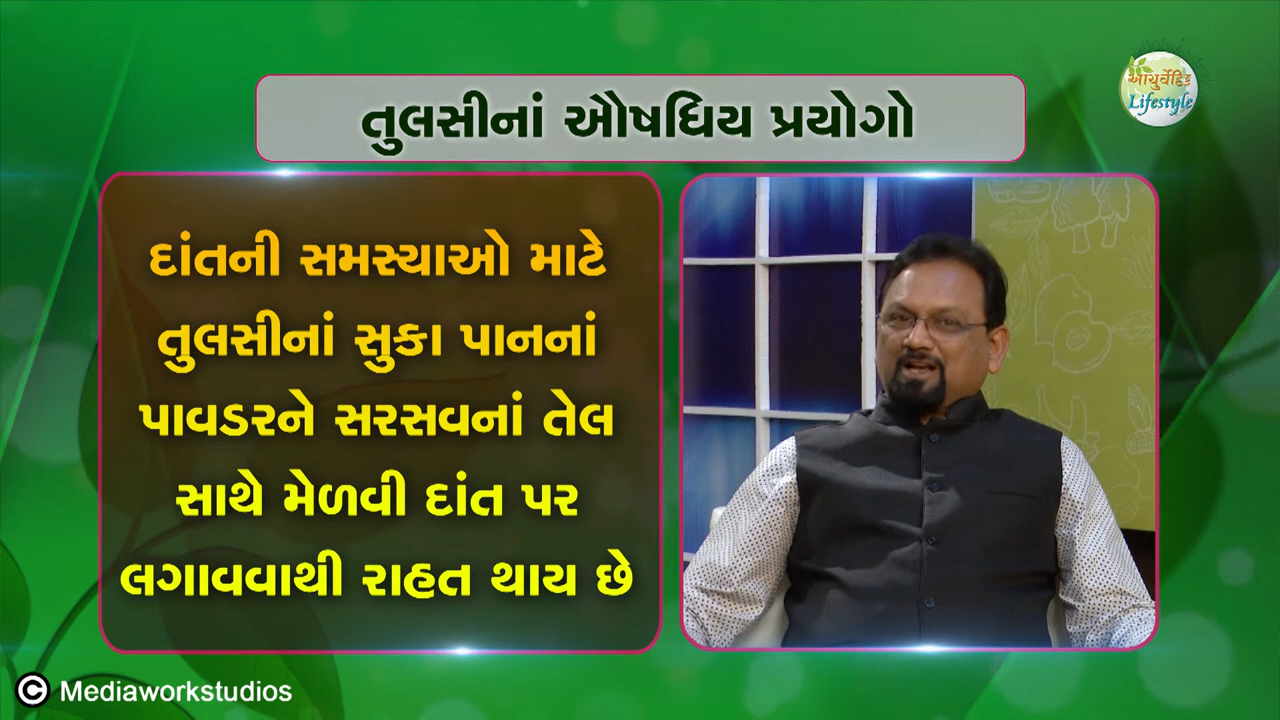 તુલસીનાં ઔષધિય પ્રયોગો
આયુર્વેદિક
Lifestyle
દાંતની સમસ્યાઓ માટે
તુલસીનાં સુકા પાનનાં
પાવડરને સરસવનાં તેલ
સાથે મેળવી દાંત પર
લગાવવાથી રાહત થાય છે
© Mediaworkstudios